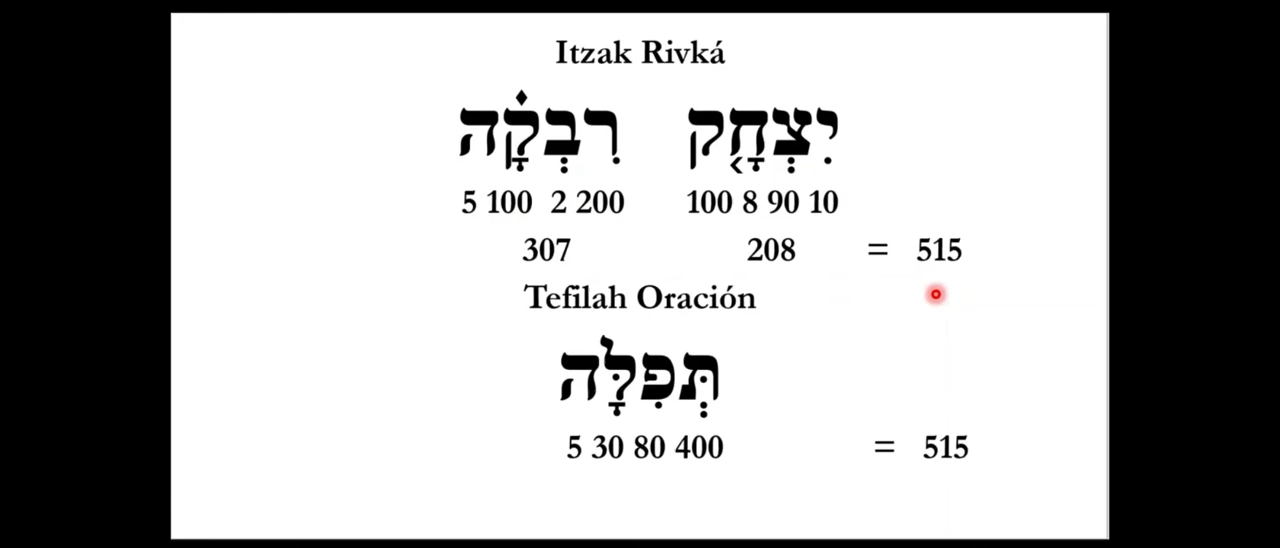 Itzak Rivká
יִצְחָ֤ק רִבְקָ֗ה
5 100 2 200 100 8 90 10
307 208 = 515
Tefilah Oración
תְּפִלָּ֔ה
5 30 80 400 = 515